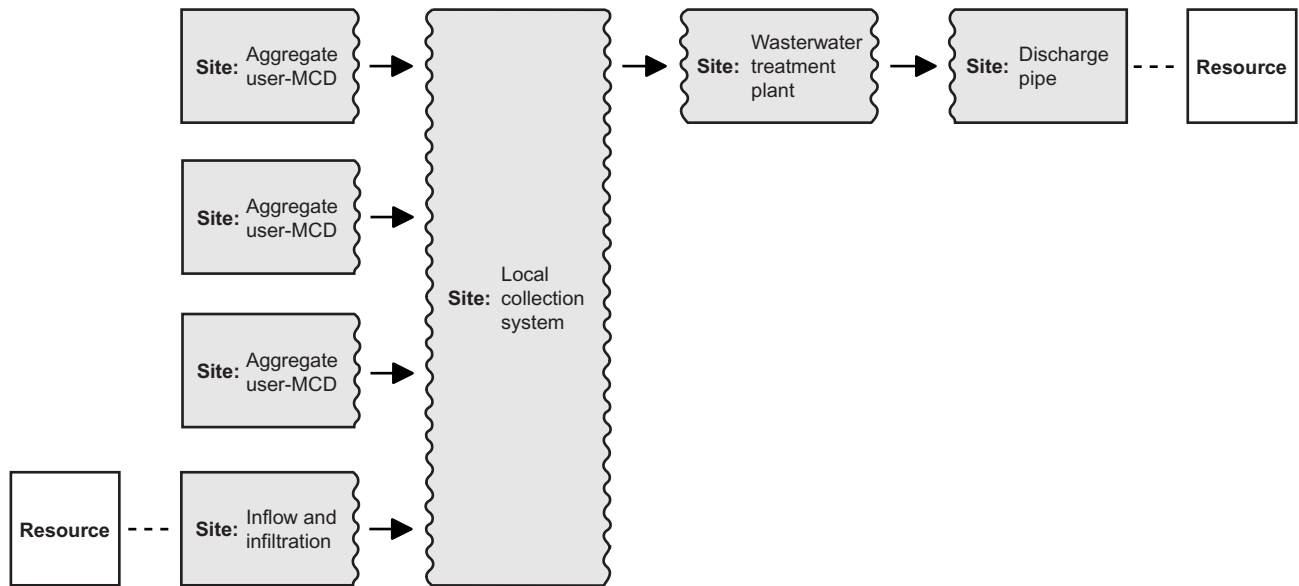 Site: Aggregate
user-MCD
Site: Wasterwater
treatment
plant
Site: Discharge
pipe
Resource
Site: Aggregate
user-MCD
Site: Local
collection
system
Site: Aggregate
user-MCD
Resource
Site: Inflow and
infiltration